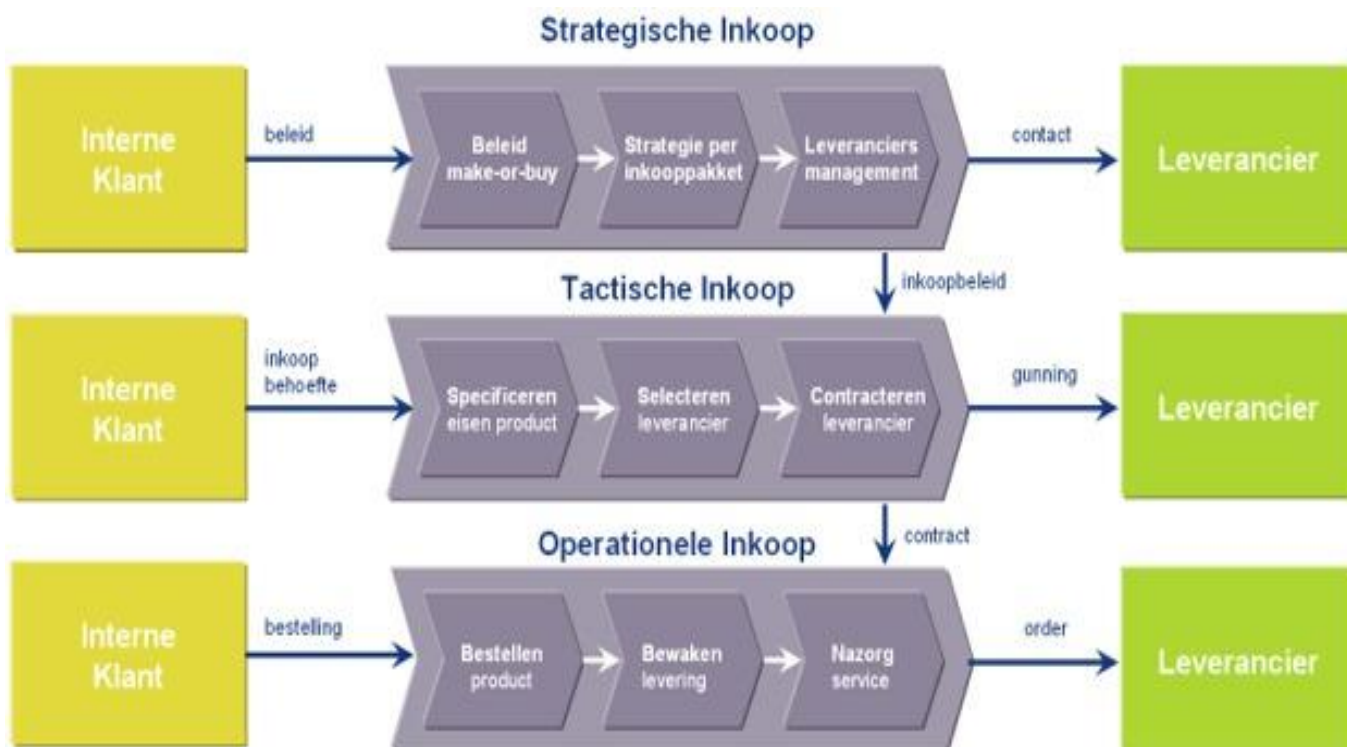 Strategische Inkoop
Interne
Klant
beleid
Beleid
make-or-buy
Strategie per
inkooppakket
Leveranciers
management
contact
Leverancier
inkoopbeleid
Tactische Inkoop
Interne
Klant
inkoop
behoefte
Specificeren
eisen product
Selecteren
leverancier
Contracteren
leverancier
gunning
Leverancier
contract
Operationele Inkoop
Interne
Klant
bestelling
Bestellen
product
Bewaken
levering
Nazorg
service
order
Leverancier